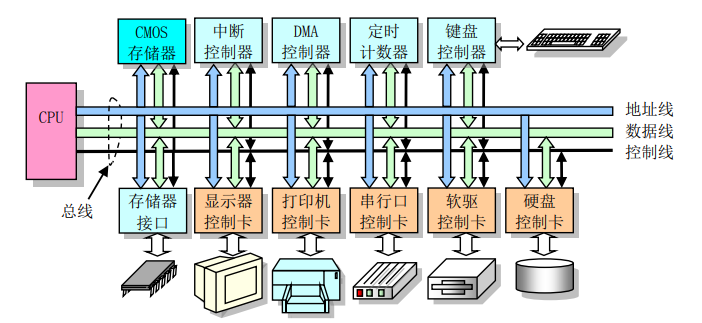 CMOS
存储器
中断
控制器
DMA
控制器
定时
计数器
键盘
控制器
CPU
地址线
数据线
控制线
总线
存储器
接口
显示器
控制卡
打印机
控制卡
串行口
控制卡
软驱
控制卡
硬盘
控制卡